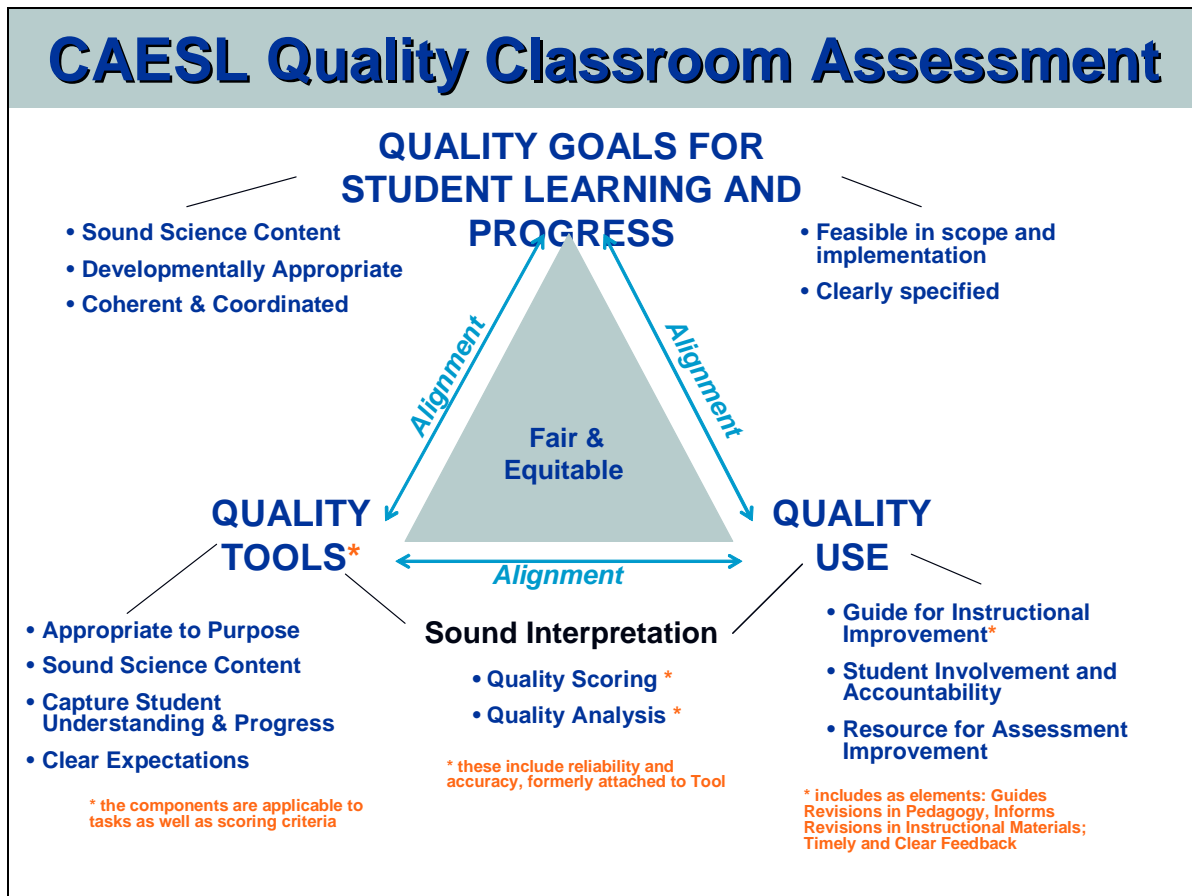 CAESL Quality Classroom Assessment
QUALITY GOALS FOR
STUDENT LEARNING AND
PROGRESS
• Sound Science Content
• Developmentally Appropriate
• Coherent & Coordinated
• Feasible in scope and
implementation
• Clearly specified
Alignment
Alignment
Fair &
Equitable
QUALITY
TOOLS*
QUALITY
USE
Alignment
• Appropriate to Purpose
• Sound Science Content
• Capture Student
Understanding & Progress
• Clear Expectations
* the components are applicable to
tasks as well as scoring criteria
Sound Interpretation
• Quality Scoring *
• Quality Analysis *
* these include reliability and
accuracy, formerly attached to Tool
• Guide for Instructional
Improvement*
• Student Involvement and
Accountability
• Resource for Assessment
Improvement
* includes as elements: Guides
Revisions in Pedagogy, Informs
Revisions in Instructional Materials;
Timely and Clear Feedback